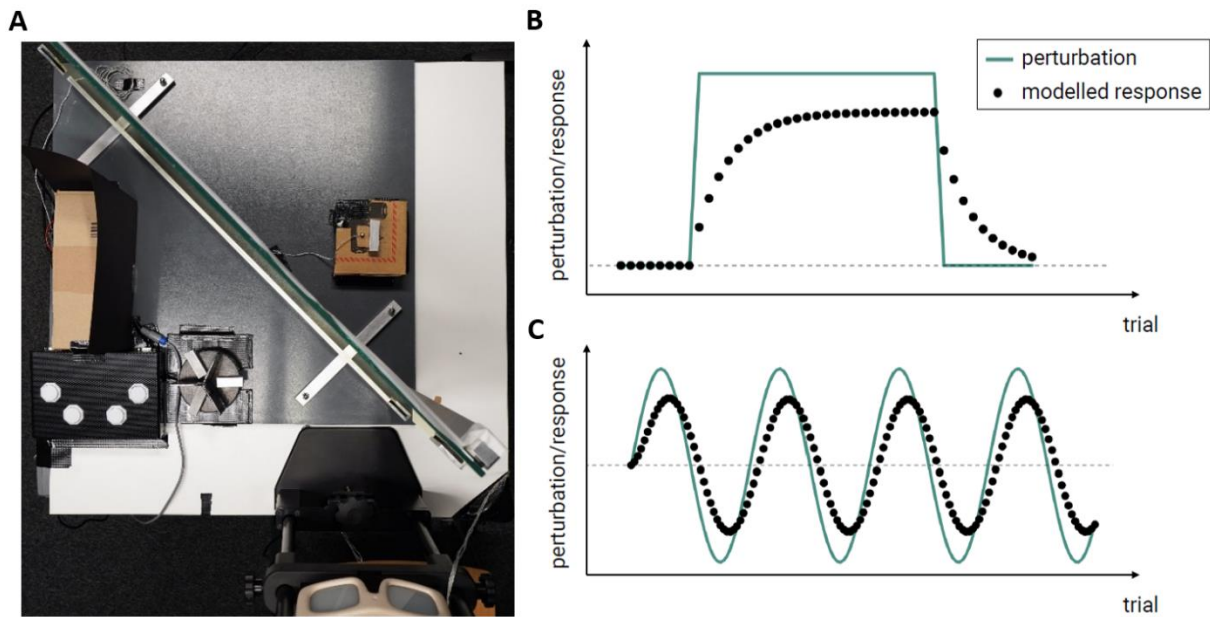 A
B
perturbation/response
perturbation
modelled response
trial
C
perturbation/response
trial